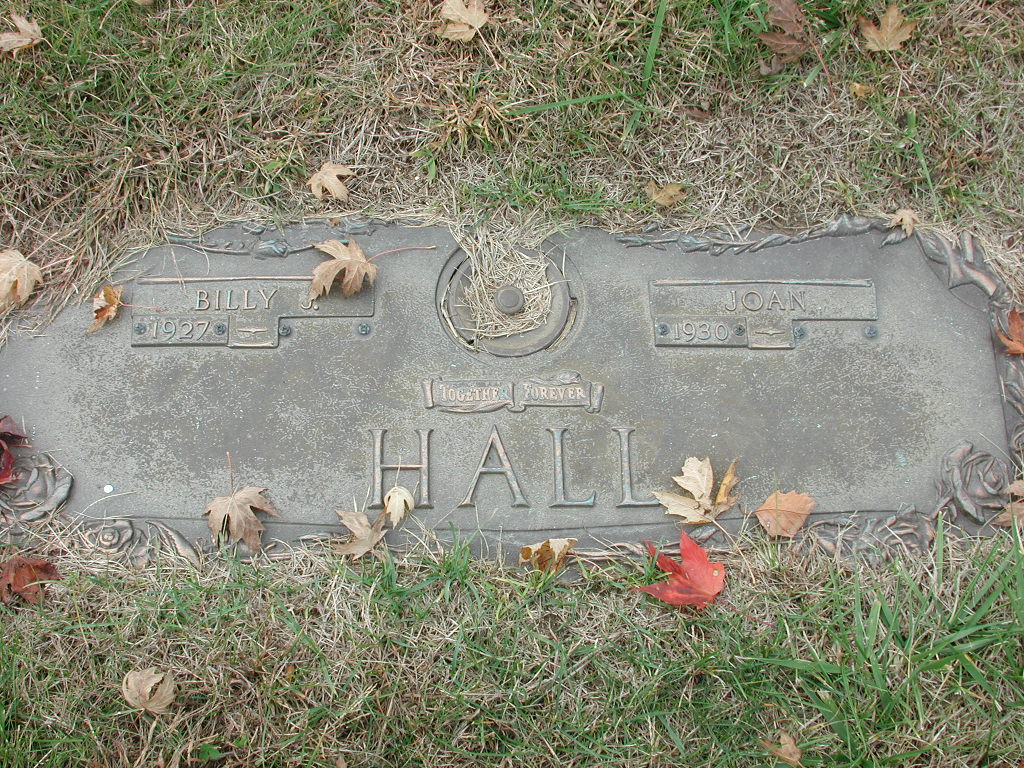 BILLY J.
1927
JOAN
1930
TOGETHER FOREVER
HALL